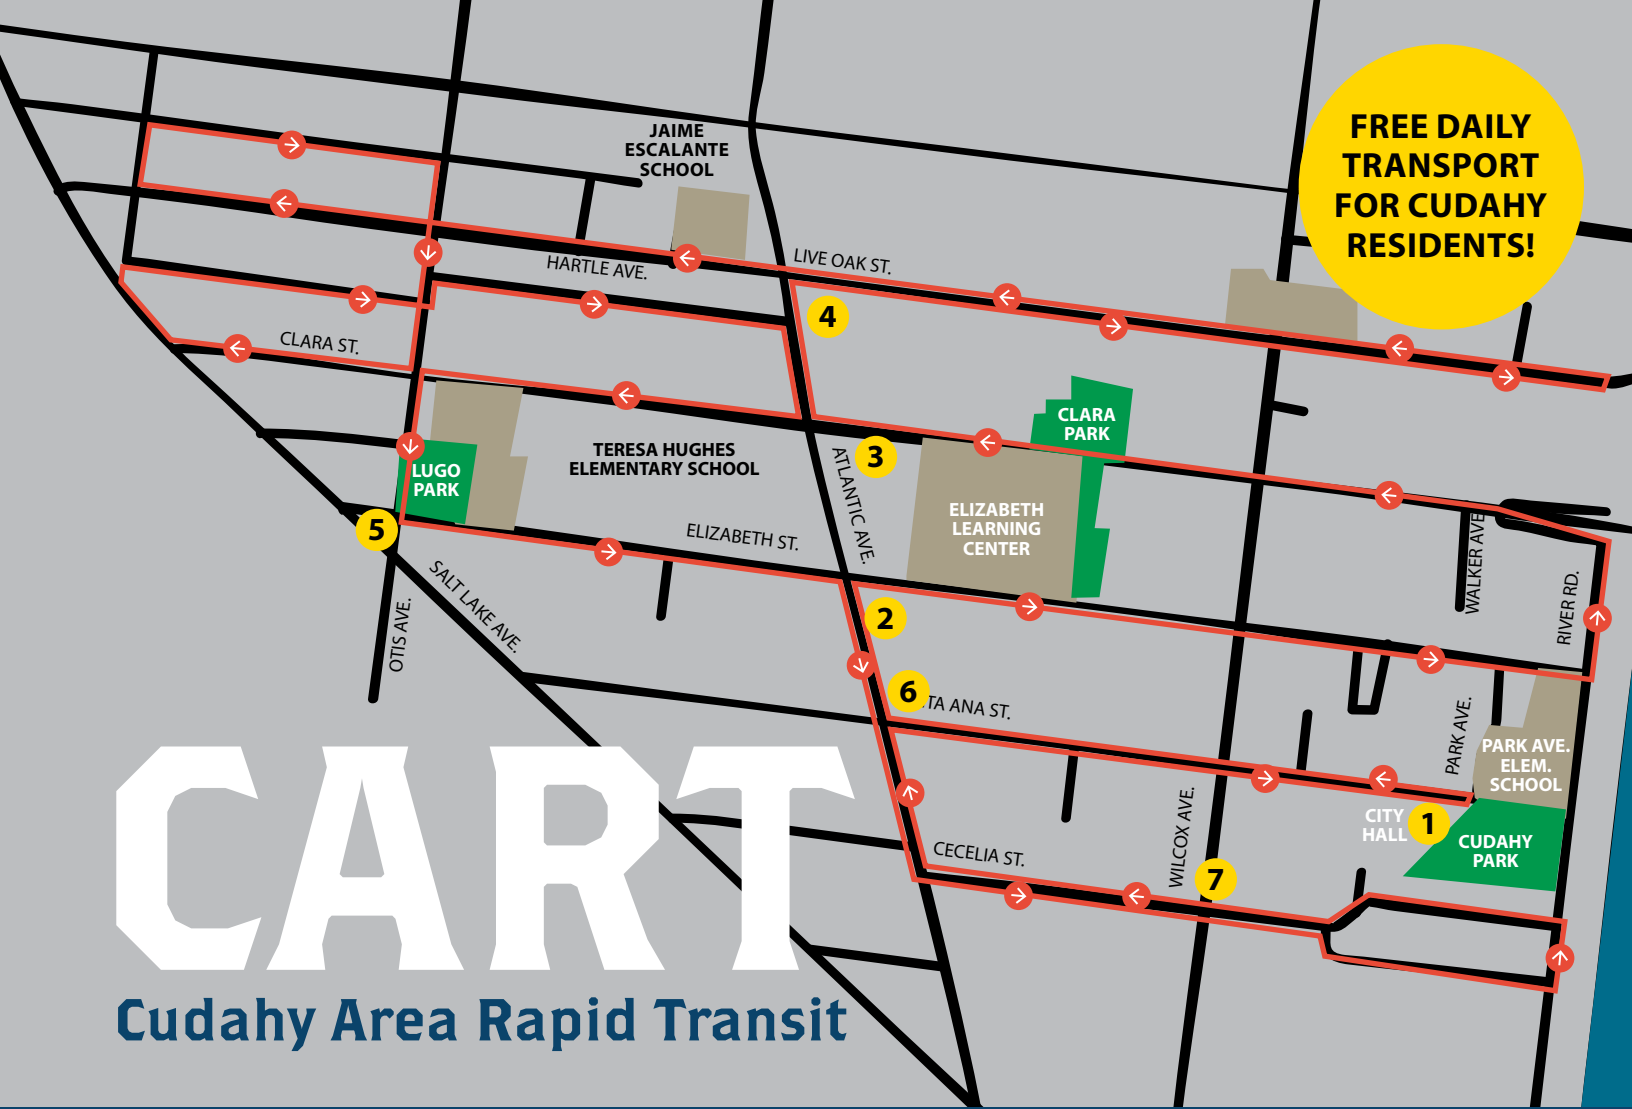 FREE DAILY
TRANSPORT
FOR CUDAHY
RESIDENTS!
JAIME
ESCALANTE
SCHOOL
HARTLE AVE.
LIVE OAK ST.
4
CLARA ST.
CLARA
PARK
TERESA HUGHES
ELEMENTARY SCHOOL
3
ATLANTIC AVE.
LUGO
PARK
ELIZABETH
LEARNING
CENTER
5
ELIZABETH ST.
WALKER AVE
RIVER RD.
SALT LAKE AVE.
OTIS AVE.
2
6
TA ANA ST.
PARK AVE.
PARK AVE.
ELEM.
SCHOOL
CITY
HALL
1
CUDAHY
PARK
WILCOX AVE.
CECELIA ST.
7
CART
Cudahy Area Rapid Transit